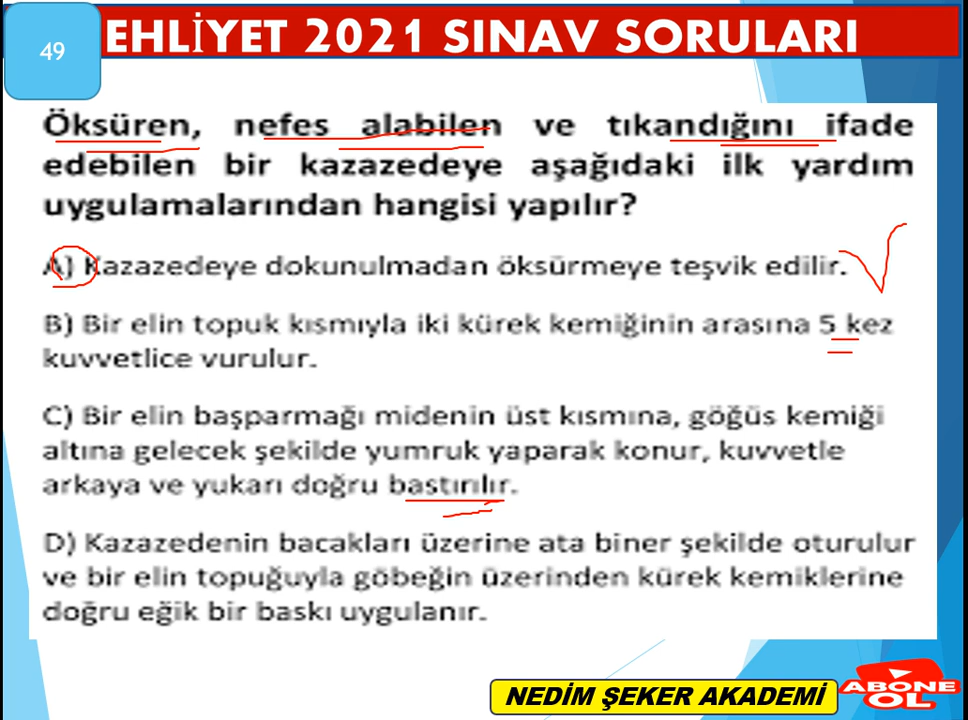 49
EHLİYET 2021 SINAV SORULARI
Öksüren, nefes alabilen ve tıkandığını ifade
edebilen bir kazazedeye aşağıdaki ilk yardım
uygulamalarından hangisi yapılır?
A) Kazazedeye dokunulmadan öksürmeye teşvik edilir.
B) Bir elin topuk kısmıyla iki kürek kemiğinin arasına 5 kez
kuvvetlice vurulur.
C) Bir elin başparmağı midenin üst kısmına, göğüs kemiği
altına gelecek şekilde yumruk yaparak konur, kuvvetle
arkaya ve yukarı doğru bastırılır.
D) Kazazedenin bacakları üzerine ata biner şekilde oturulur
ve bir elin topuğuyla göbeğin üzerinden kürek kemiklerine
doğru eğik bir baskı uygulanır.
NEDİM ŞEKER AKADEMİ
ABONE
OL